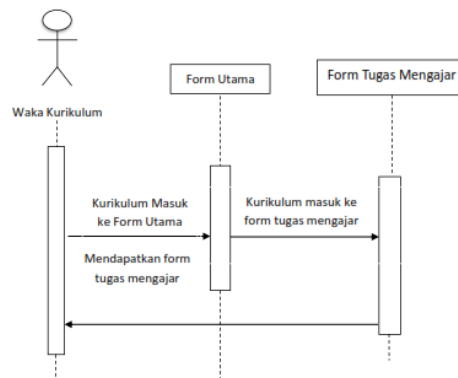 Form Utama
Form Tugas Mengajar
Waka Kurikulum
Kurikulum Masuk
ke Form Utama
Kurikulum masuk ke
form tugas mengajar
Mendapatkan form
tugas mengajar